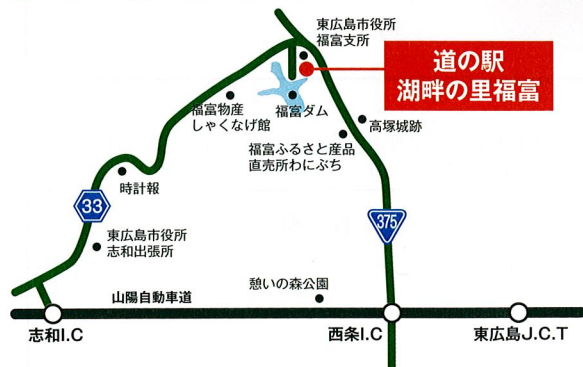 東広島市役所
福富支所
道の駅
湖畔の里福富
福富物産
しゃくなげ館
福富ダム
高塚城跡
福富ふるさと産品
直売所わにぶち
時計報
33
375
東広島市役所
志和出張所
憩いの森公園
山陽自動車道
志和I.C
西条I.C
東広島J.C.T